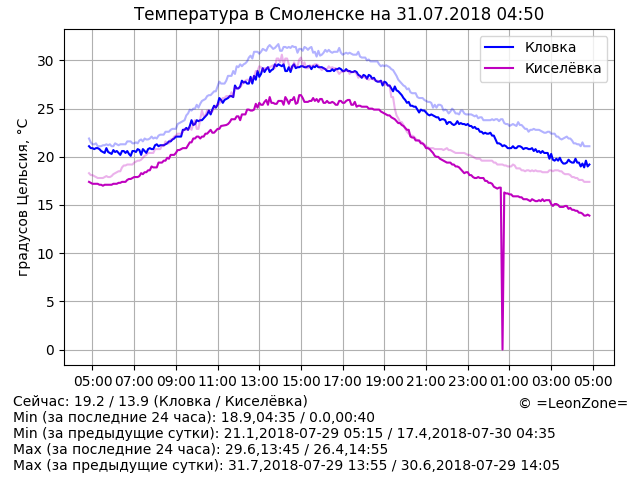 Температура в Смоленске на 31.07.2018 04:50
градусов Цельсия, °C
30
25
20
15
10
5
0
Кловка
Киселёвка
05:00 07:00 09:00 11:00 13:00 15:00 17:00 19:00 21:00 23:00 01:00 03:00 05:00
Сейчас: 19.2 / 13.9 (Кловка / Киселёвка)
© =LeonZone=
Min (за последние 24 часа): 18.9,04:35 / 0.0,00:40
Min (за предыдущие сутки): 21.1,2018-07-29 05:15 / 17.4,2018-07-30 04:35
Max (за последние 24 часа): 29.6,13:45 / 26.4,14:55
Max (за предыдущие сутки): 31.7,2018-07-29 13:55 / 30.6,2018-07-29 14:05